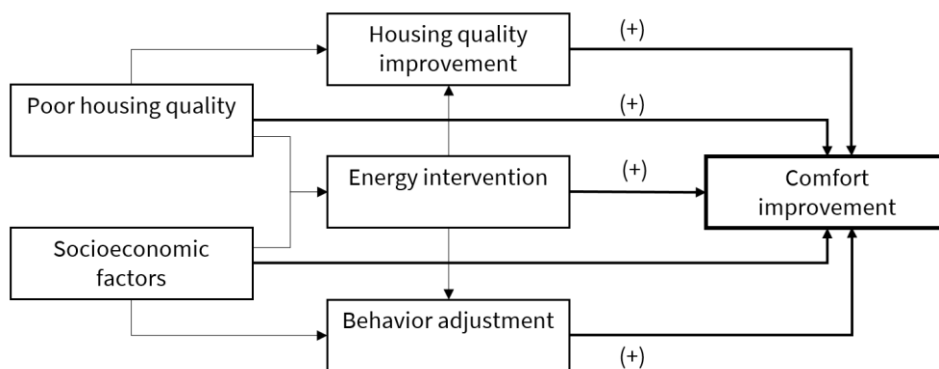 Housing quality
improvement
(+)
Poor housing quality
(+)
Energy intervention
(+)
Comfort
improvement
Socioeconomic
factors
Behavior adjustment
(+)